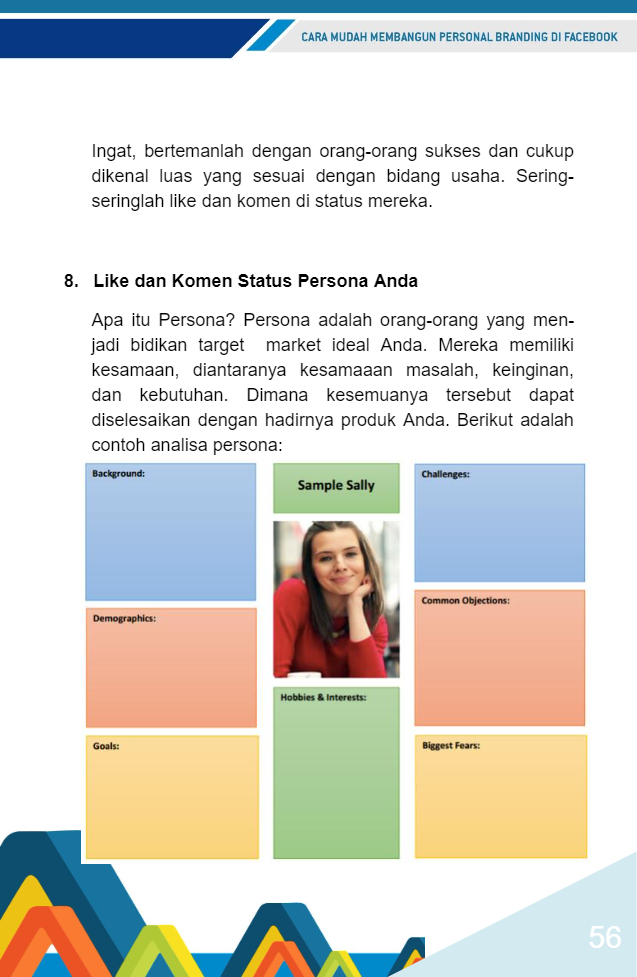 CARA MUDAH MEMBANGUN PERSONAL BRANDING DI FACEBOOK
Ingat, bertemanlah dengan orang-orang sukses dan cukup
dikenal luas yang sesuai dengan bidang usaha. Sering-
seringlah like dan komen di status mereka.
8. Like dan Komen Status Persona Anda
Apa itu Persona? Persona adalah orang-orang yang men-
jadi bidikan target market ideal Anda. Mereka memiliki
kesamaan, diantaranya kesamaaan masalah, keinginan,
dan kebutuhan. Dimana kesemuanya tersebut dapat
diselesaikan dengan hadirnya produk Anda. Berikut adalah
contoh analisa persona:
Background:
Sample Sally
Challenges:
Demographics:
Common Objections:
Hobbies & Interests:
Goals:
Biggest Fears:
56